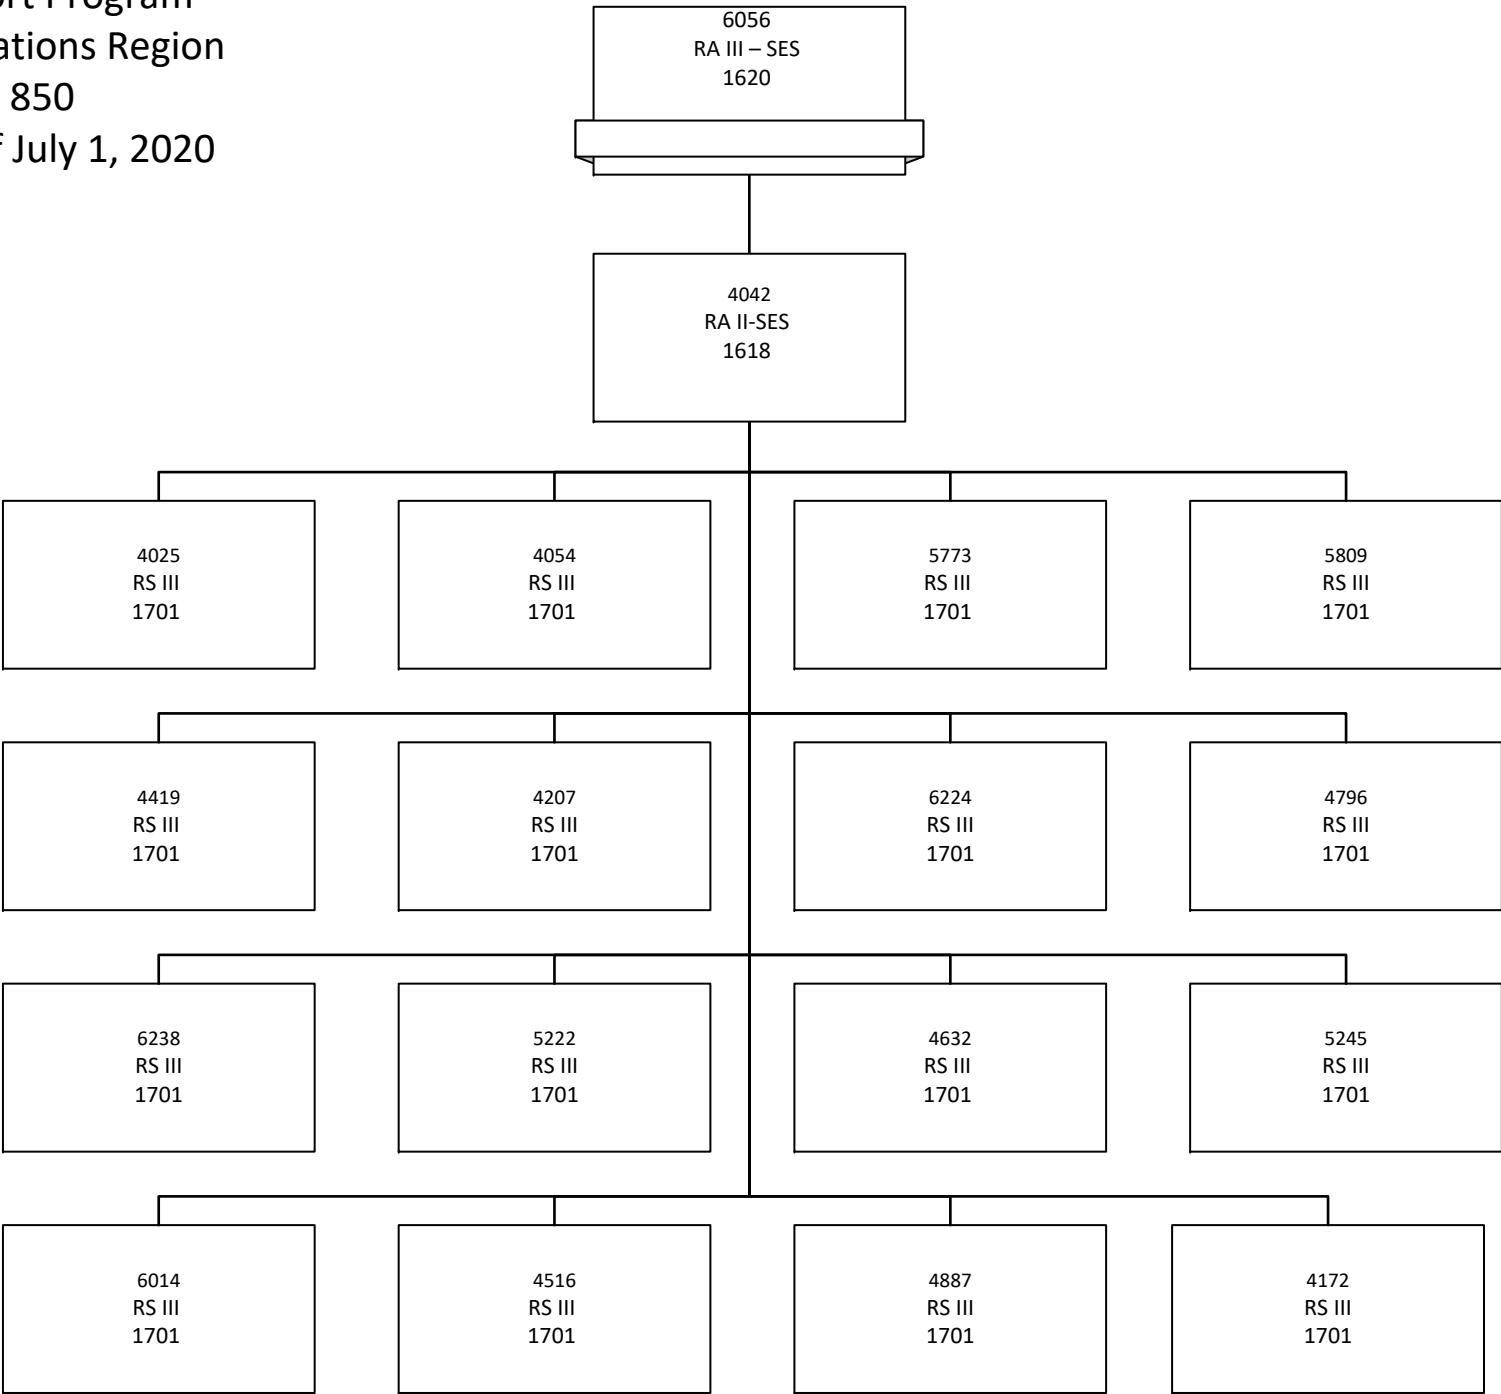 Program
Region
850
July 1, 2020
6056
RA III – SES
1620
4042
RA II-SES
1618
4025
RS III
1701
4054
RS III
1701
5773
RS III
1701
5809
RS III
1701
4419
RS III
1701
4207
RS III
1701
6224
RS III
1701
4796
RS III
1701
6238
RS III
1701
5222
RS III
1701
4632
RS III
1701
5245
RS III
1701
6014
RS III
1701
4516
RS III
1701
4887
RS III
1701
4172
RS III
1701